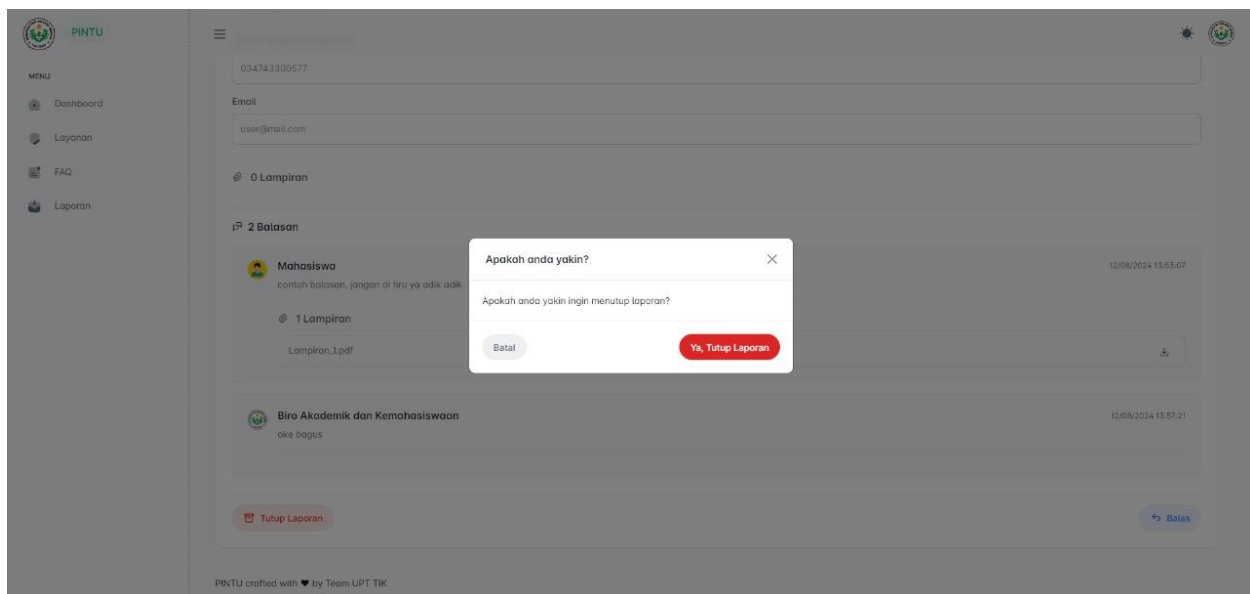 PINTU
MENU
Dashboard
Layanan
FAQ
Laporan
034743300577
Email
user@mail.com
0 Lampiran
2 Balasan
Mahasiswa
12/08/2024 13:53:07
contoh balasan, jangan di tiru ya adik adik
1 Lampiran
Lampiran_1.pdf
Biro Akademik dan Kemahasiswaan
12/08/2024 13:57:21
oke bagus
Tutup Laporan
Balas
PINTU crafted with ♥ by Team UPT TIK
Apakah anda yakin?
Apakah anda yakin ingin menutup laporan?
Batal
Ya, Tutup Laporan